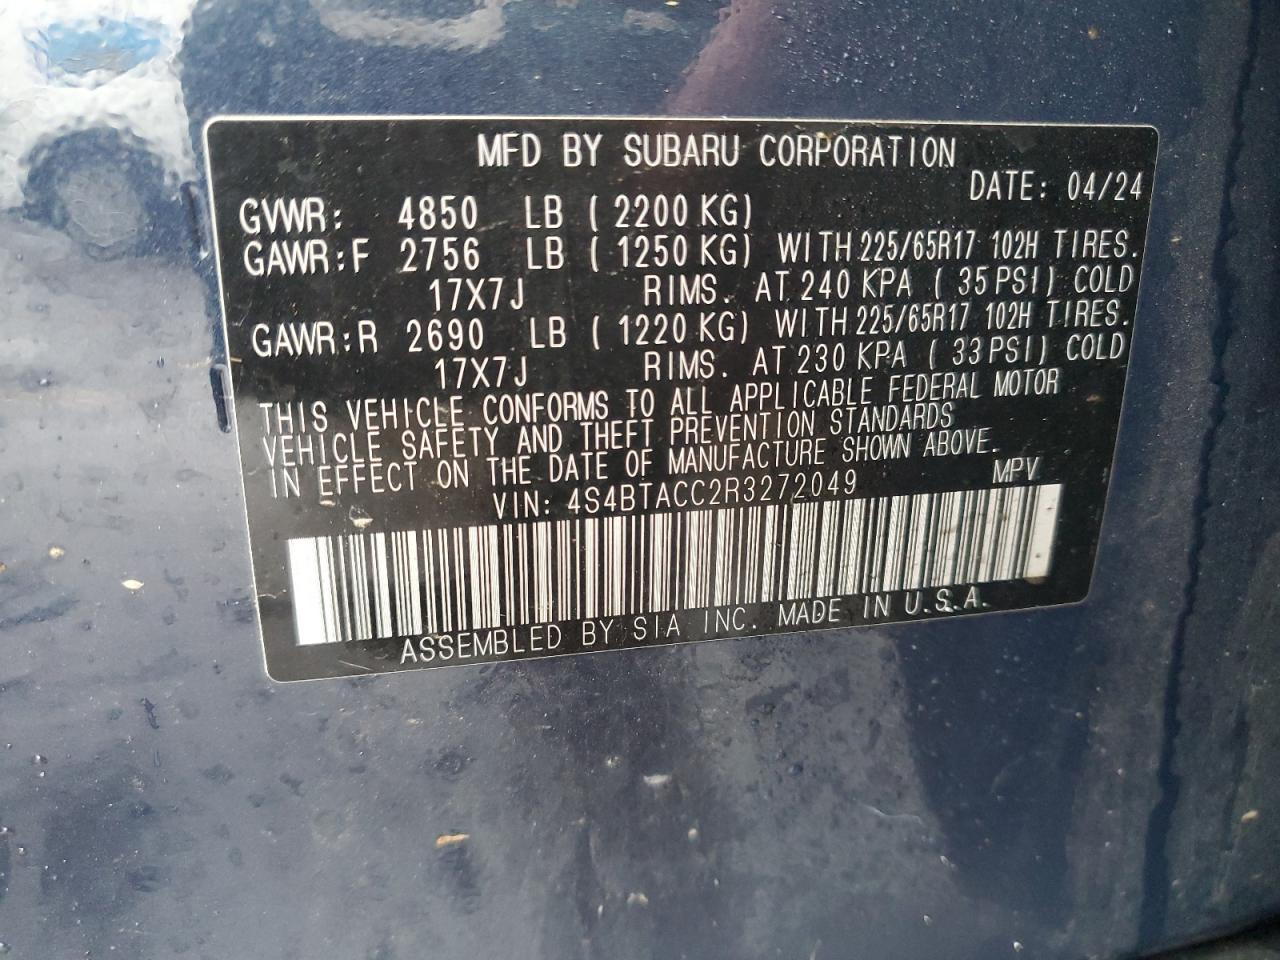 MFD BY SUBARU CORPORATION
DATE: 04/24
GVWR: 4850 LB ( 2200 KG)
GAWR:F 2756 LB ( 1250 KG) WITH 225/65R17 102H TIRES.
17X7J RIMS. AT 240 KPA ( 35 PSI) COLD
GAWR:R 2690 LB ( 1220 KG) WITH 225/65R17 102H TIRES.
17X7J RIMS. AT 230 KPA ( 33 PSI) COLD
THIS VEHICLE CONFORMS TO ALL APPLICABLE FEDERAL MOTOR
VEHICLE SAFETY AND THEFT PREVENTION STANDARDS
IN EFFECT ON THE DATE OF MANUFACTURE SHOWN ABOVE.
VIN: 4S4BTACC2R3272049 MPV
ASSEMBLED BY SIA INC. MADE IN U.S.A.